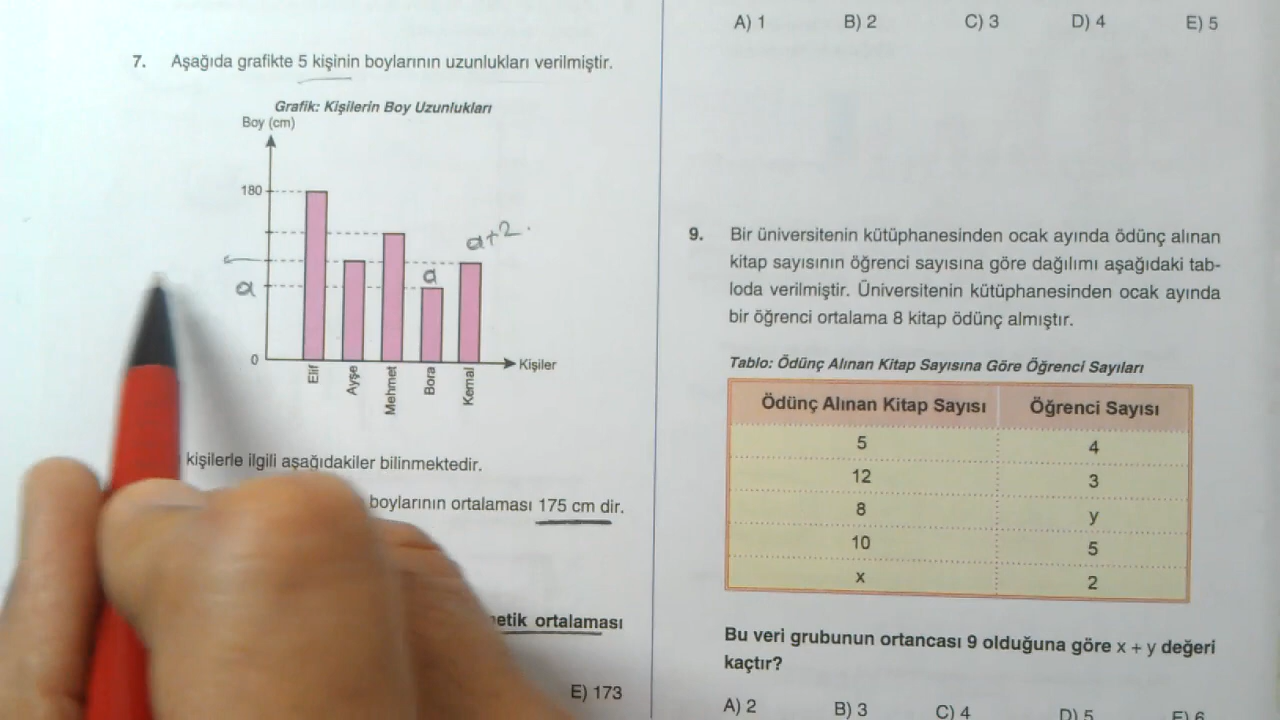 7. Aşağıda grafikte 5 kişinin boylarının uzunlukları verilmiştir.
Grafik: Kişilerin Boy Uzunlukları
Boy (cm)
180
a+2
a
a
0
Kişiler
Elif
Ayşe
Mehmet
Bora
Kemal
kişilerle ilgili aşağıdakiler bilinmektedir.
boylarının ortalaması 175 cm dir.
ortalaması
E) 173
A) 1 B) 2 C) 3 D) 4 E) 5
9. Bir üniversitenin kütüphanesinden ocak ayında ödünç alınan
kitap sayısının öğrenci sayısına göre dağılımı aşağıdaki tab-
loda verilmiştir. Üniversitenin kütüphanesinden ocak ayında
bir öğrenci ortalama 8 kitap ödünç almıştır.
Tablo: Ödünç Alınan Kitap Sayısına Göre Öğrenci Sayıları
Ödünç Alınan Kitap Sayısı Öğrenci Sayısı
5 4
12 3
8 y
10 5
x 2
Bu veri grubunun ortancası 9 olduğuna göre x + y değeri
kaçtır?
A) 2 B) 3 C) 4 D) 5 E) 6